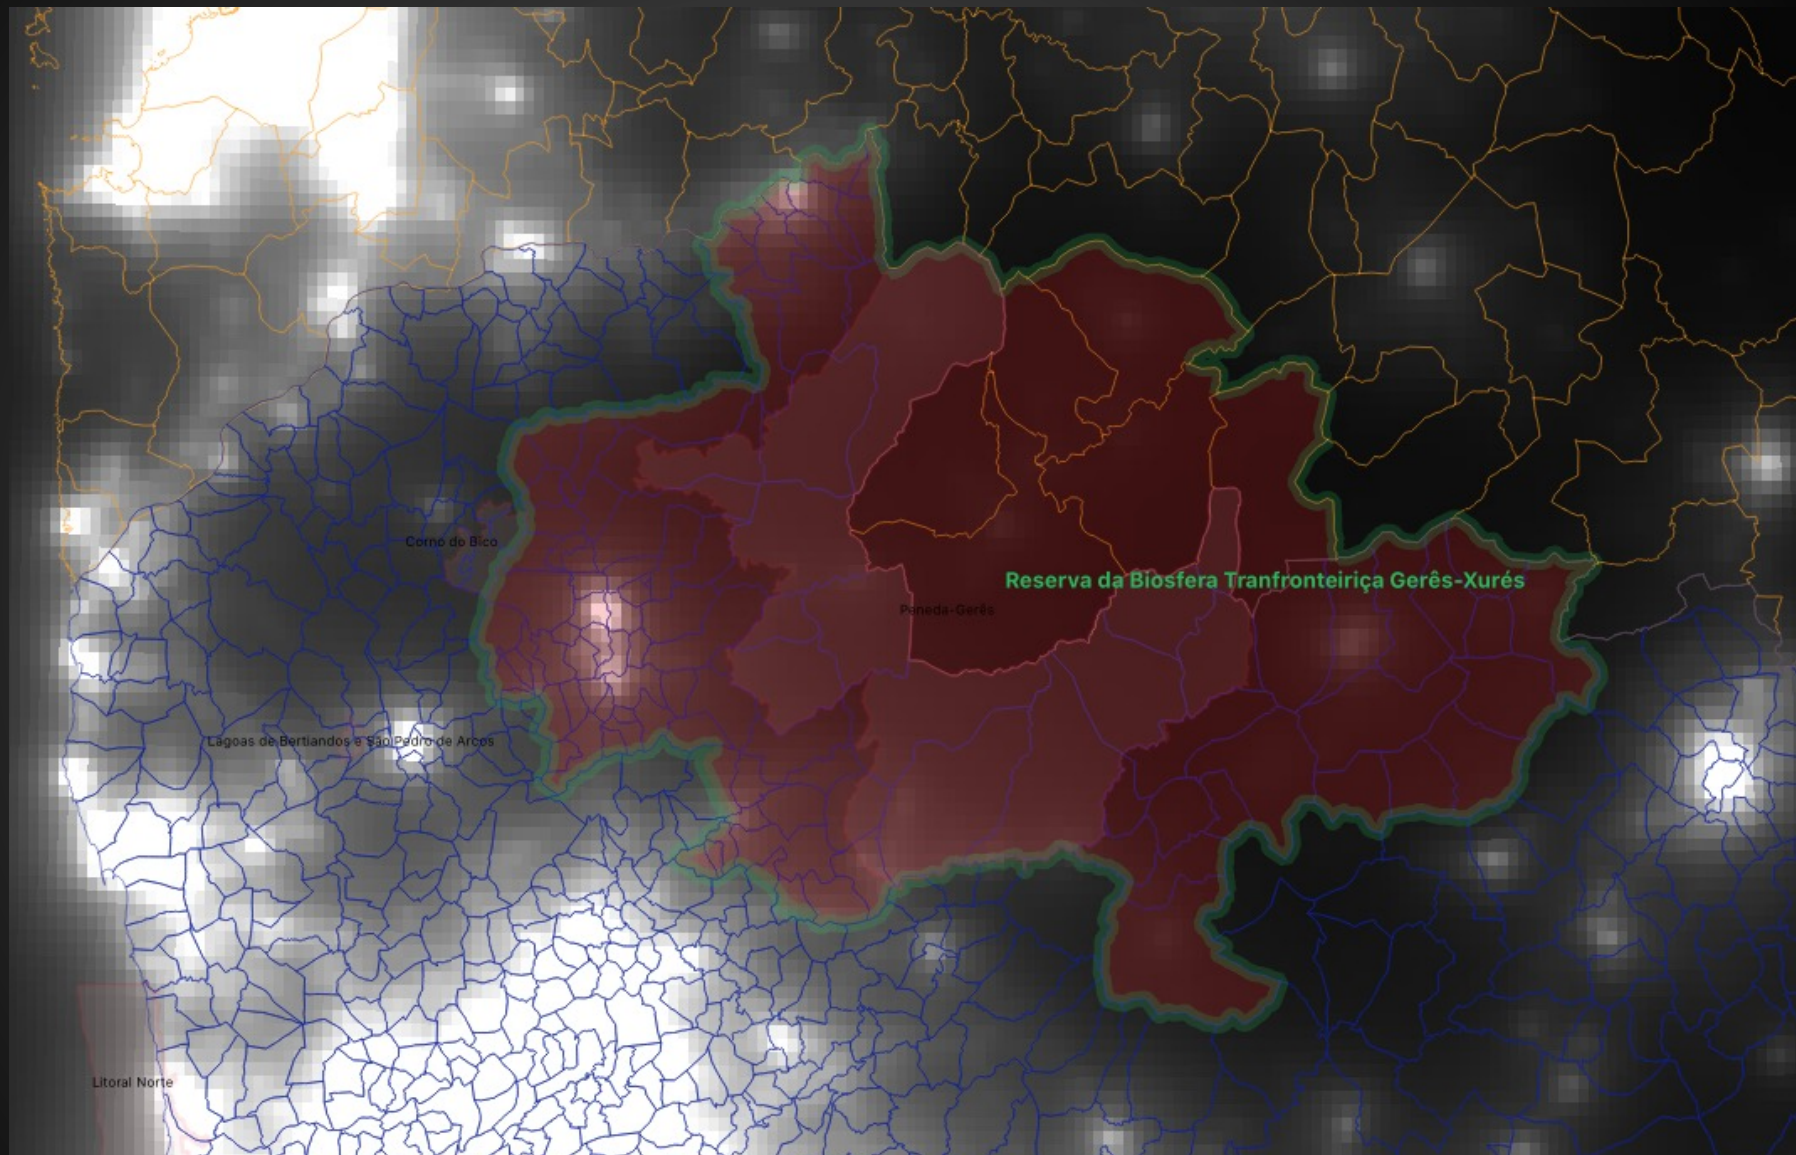 Corno do Bico
Reserva da Biosfera Tranfronteiriça Gerês-Xurés
Peneda-Gerês
Lagoas de Bertiandos e São Pedro de Arcos
Litoral Norte